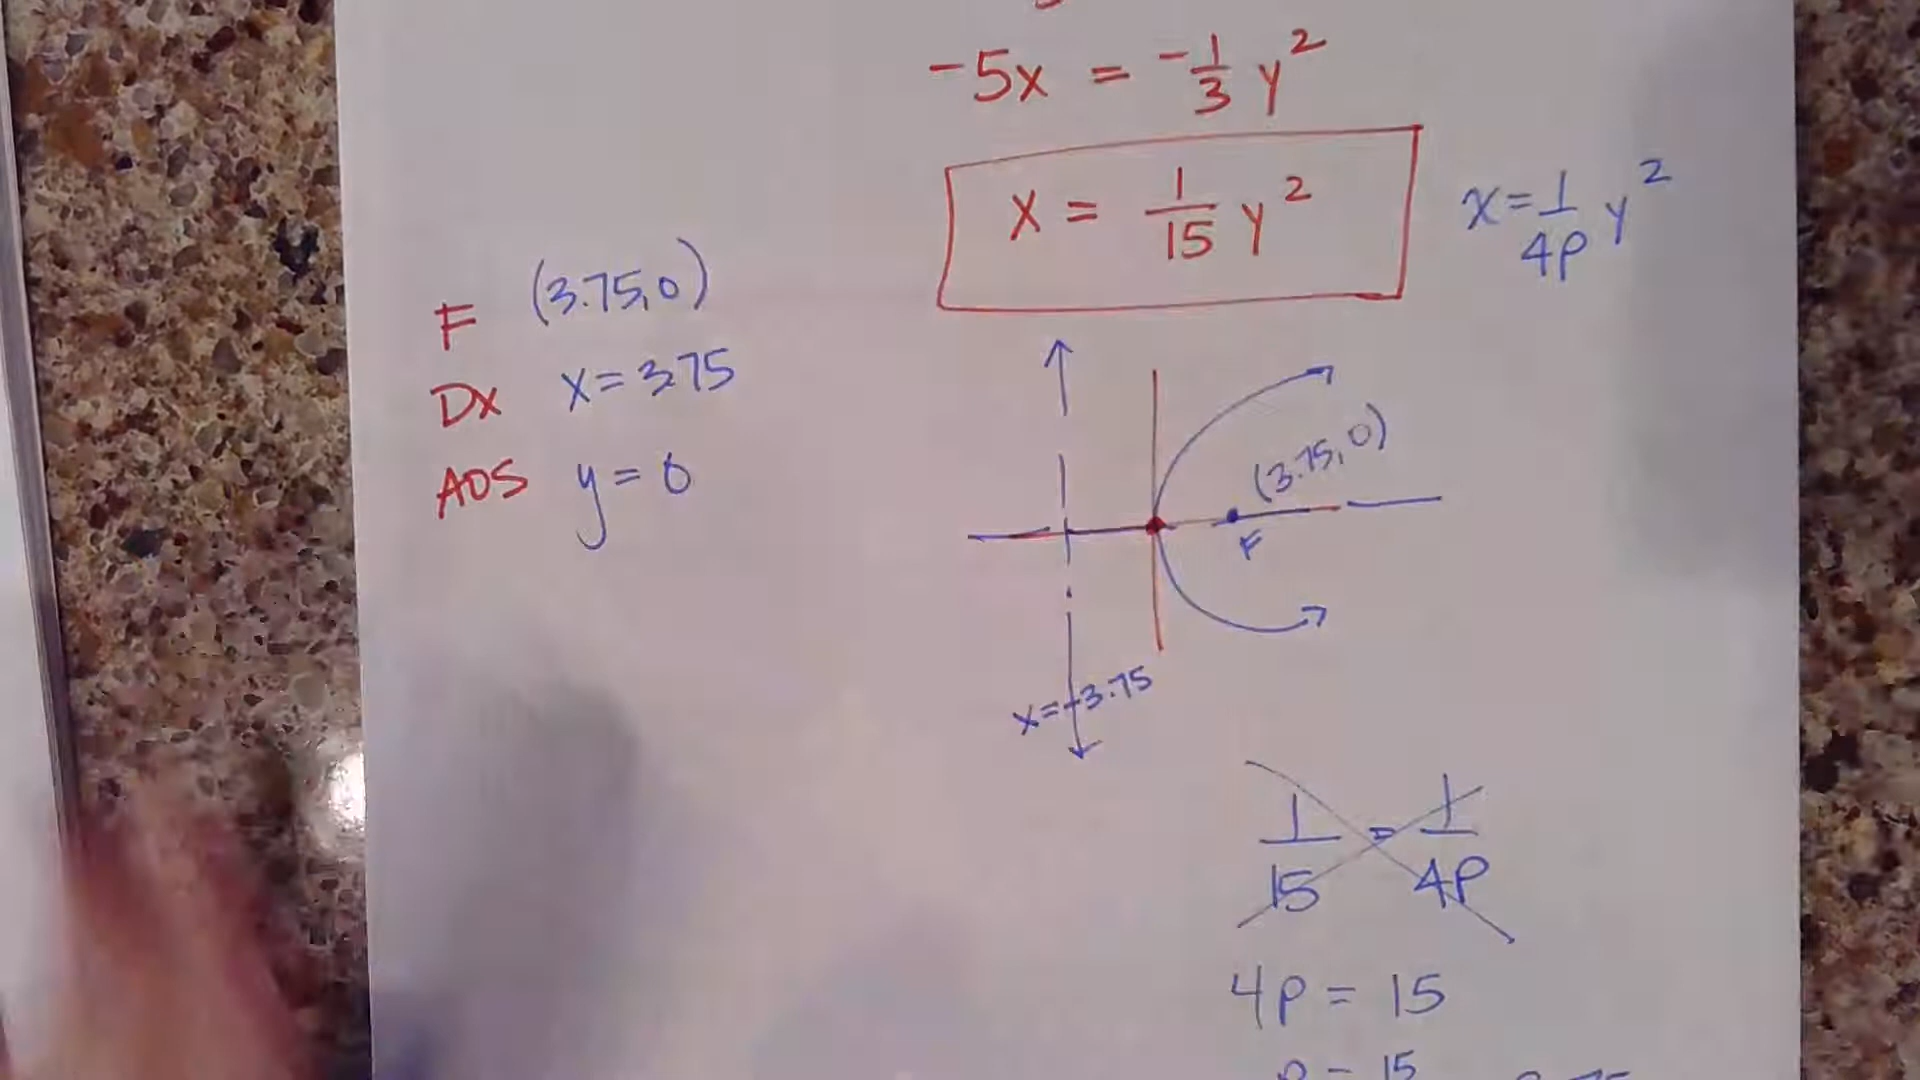 -5x = -1/3 y²
x = 1/15 y²
x = 1/4p y²
F (3.75, 0)
Dx x = 3.75
AOS y = 0
(3.75, 0)
F
x = -3.75
1/15 = 1/4p
4p = 15